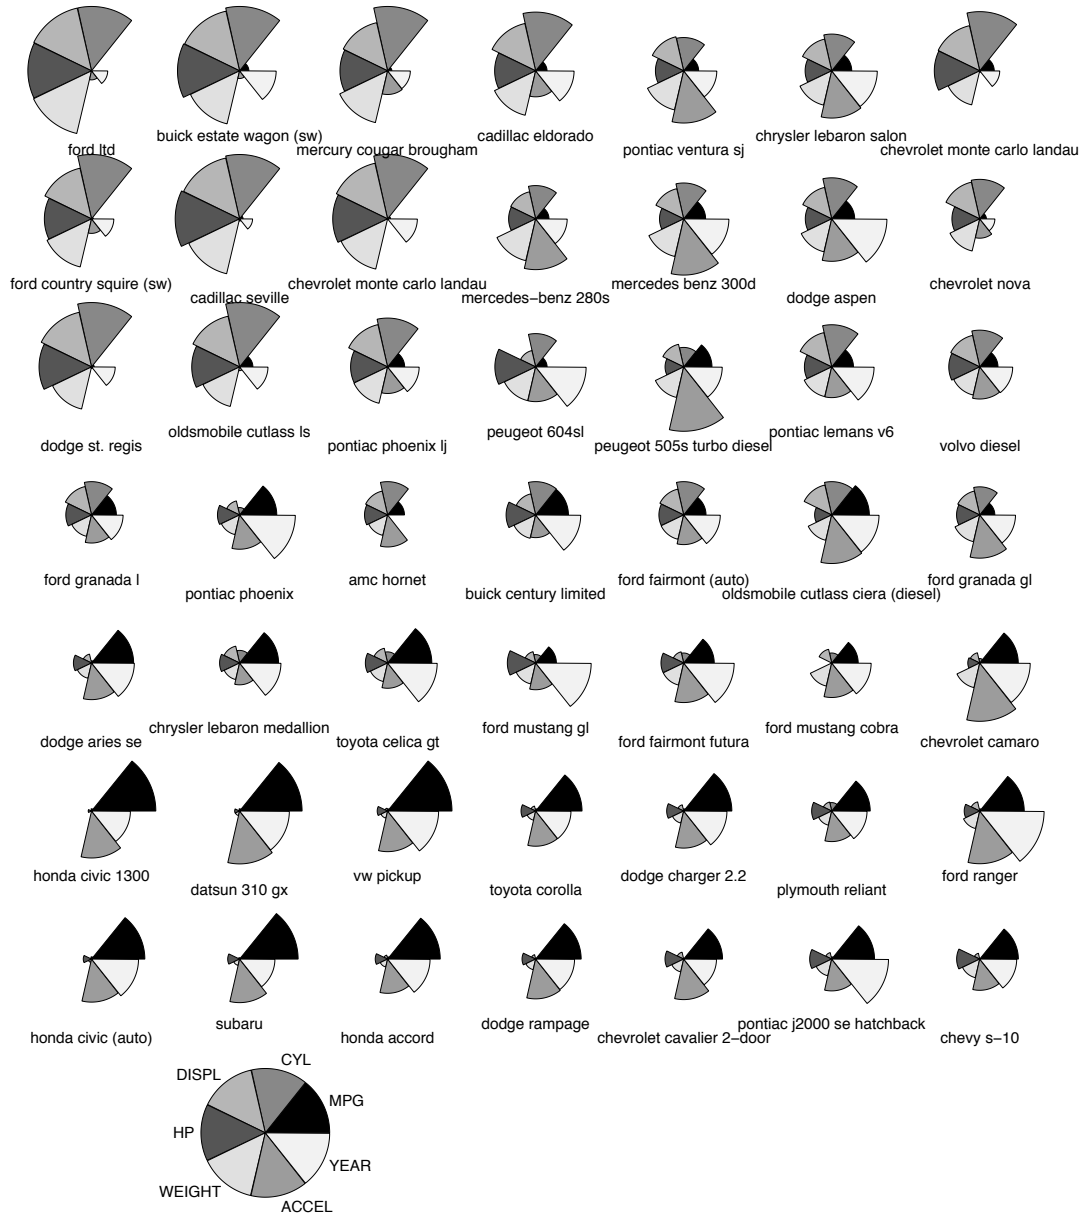 ford ltd
buick estate wagon (sw)
mercury cougar brougham
cadillac eldorado
pontiac ventura sj
chrysler lebaron salon
chevrolet monte carlo landau
ford country squire (sw)
cadillac seville
chevrolet monte carlo landau
mercedes−benz 280s
mercedes benz 300d
dodge aspen
chevrolet nova
dodge st. regis
oldsmobile cutlass ls
pontiac phoenix lj
peugeot 604sl
peugeot 505s turbo diesel
pontiac lemans v6
volvo diesel
ford granada l
pontiac phoenix
amc hornet
buick century limited
ford fairmont (auto)
oldsmobile cutlass ciera (diesel)
ford granada gl
dodge aries se
chrysler lebaron medallion
toyota celica gt
ford mustang gl
ford fairmont futura
ford mustang cobra
chevrolet camaro
honda civic 1300
datsun 310 gx
vw pickup
toyota corolla
dodge charger 2.2
plymouth reliant
ford ranger
honda civic (auto)
subaru
honda accord
dodge rampage
chevrolet cavalier 2−door
pontiac j2000 se hatchback
chevy s−10
CYL
DISPL
MPG
HP
YEAR
WEIGHT
ACCEL